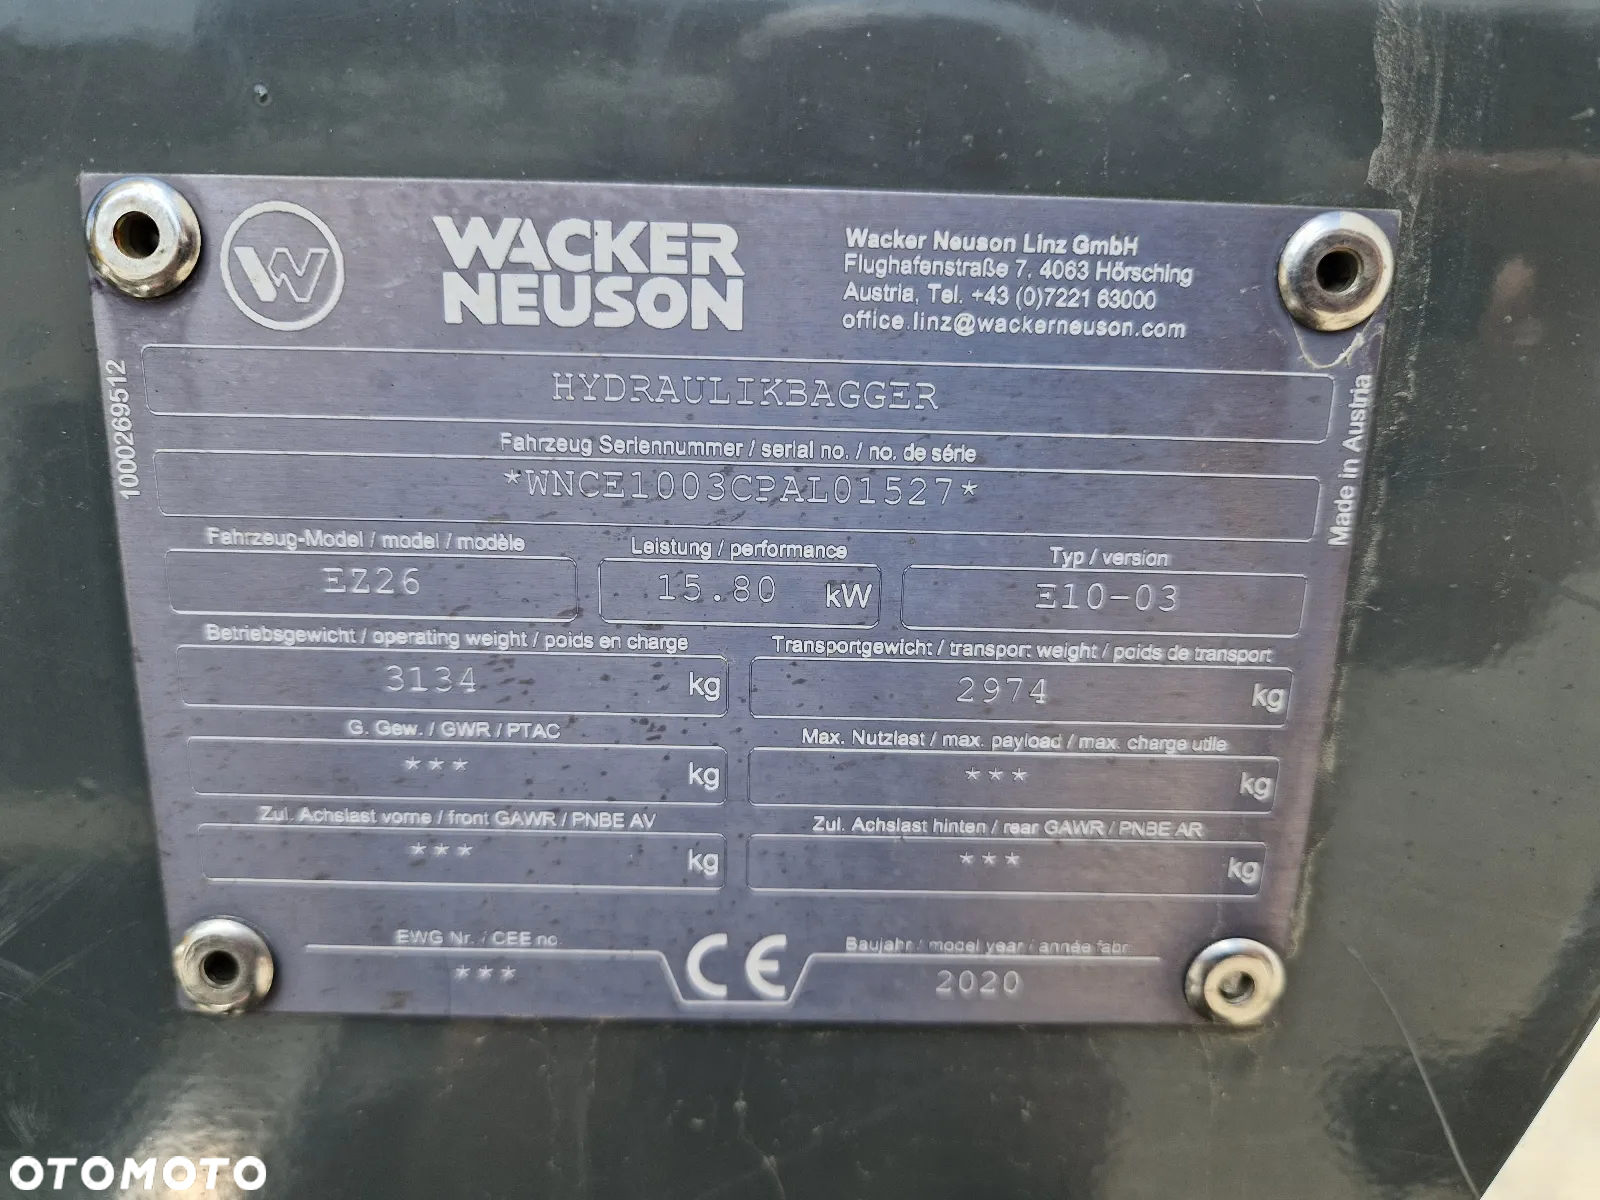 WACKER
NEUSON
Wacker Neuson Linz GmbH
Flughafenstraße 7, 4063 Hörsching
Austria, Tel. +43 (0)7221 63000
office.linz@wackerneuson.com
1000269512
HYDRAULIKBAGGER
Made in Austria
Fahrzeug Seriennummer / serial no. / no. de série
*WNCE1003CPAL01527*
Fahrzeug-Model / model / modèle
EZ26
Leistung / performance
15.80 kW
Typ / version
E10-03
Betriebsgewicht / operating weight / poids en charge
3134 kg
Transportgewicht / transport weight / poids de transport
2974 kg
G. Gew. / GWR / PTAC
*** kg
Max. Nutzlast / max. payload / max. charge utile
*** kg
Zul. Achslast vorne / front GAWR / PNBE AV
*** kg
Zul. Achslast hinten / rear GAWR / PNBE AR
*** kg
EWG Nr. / CEE no.
***
CE
Baujahr / model year / année fabr.
2020
OTOMOTO